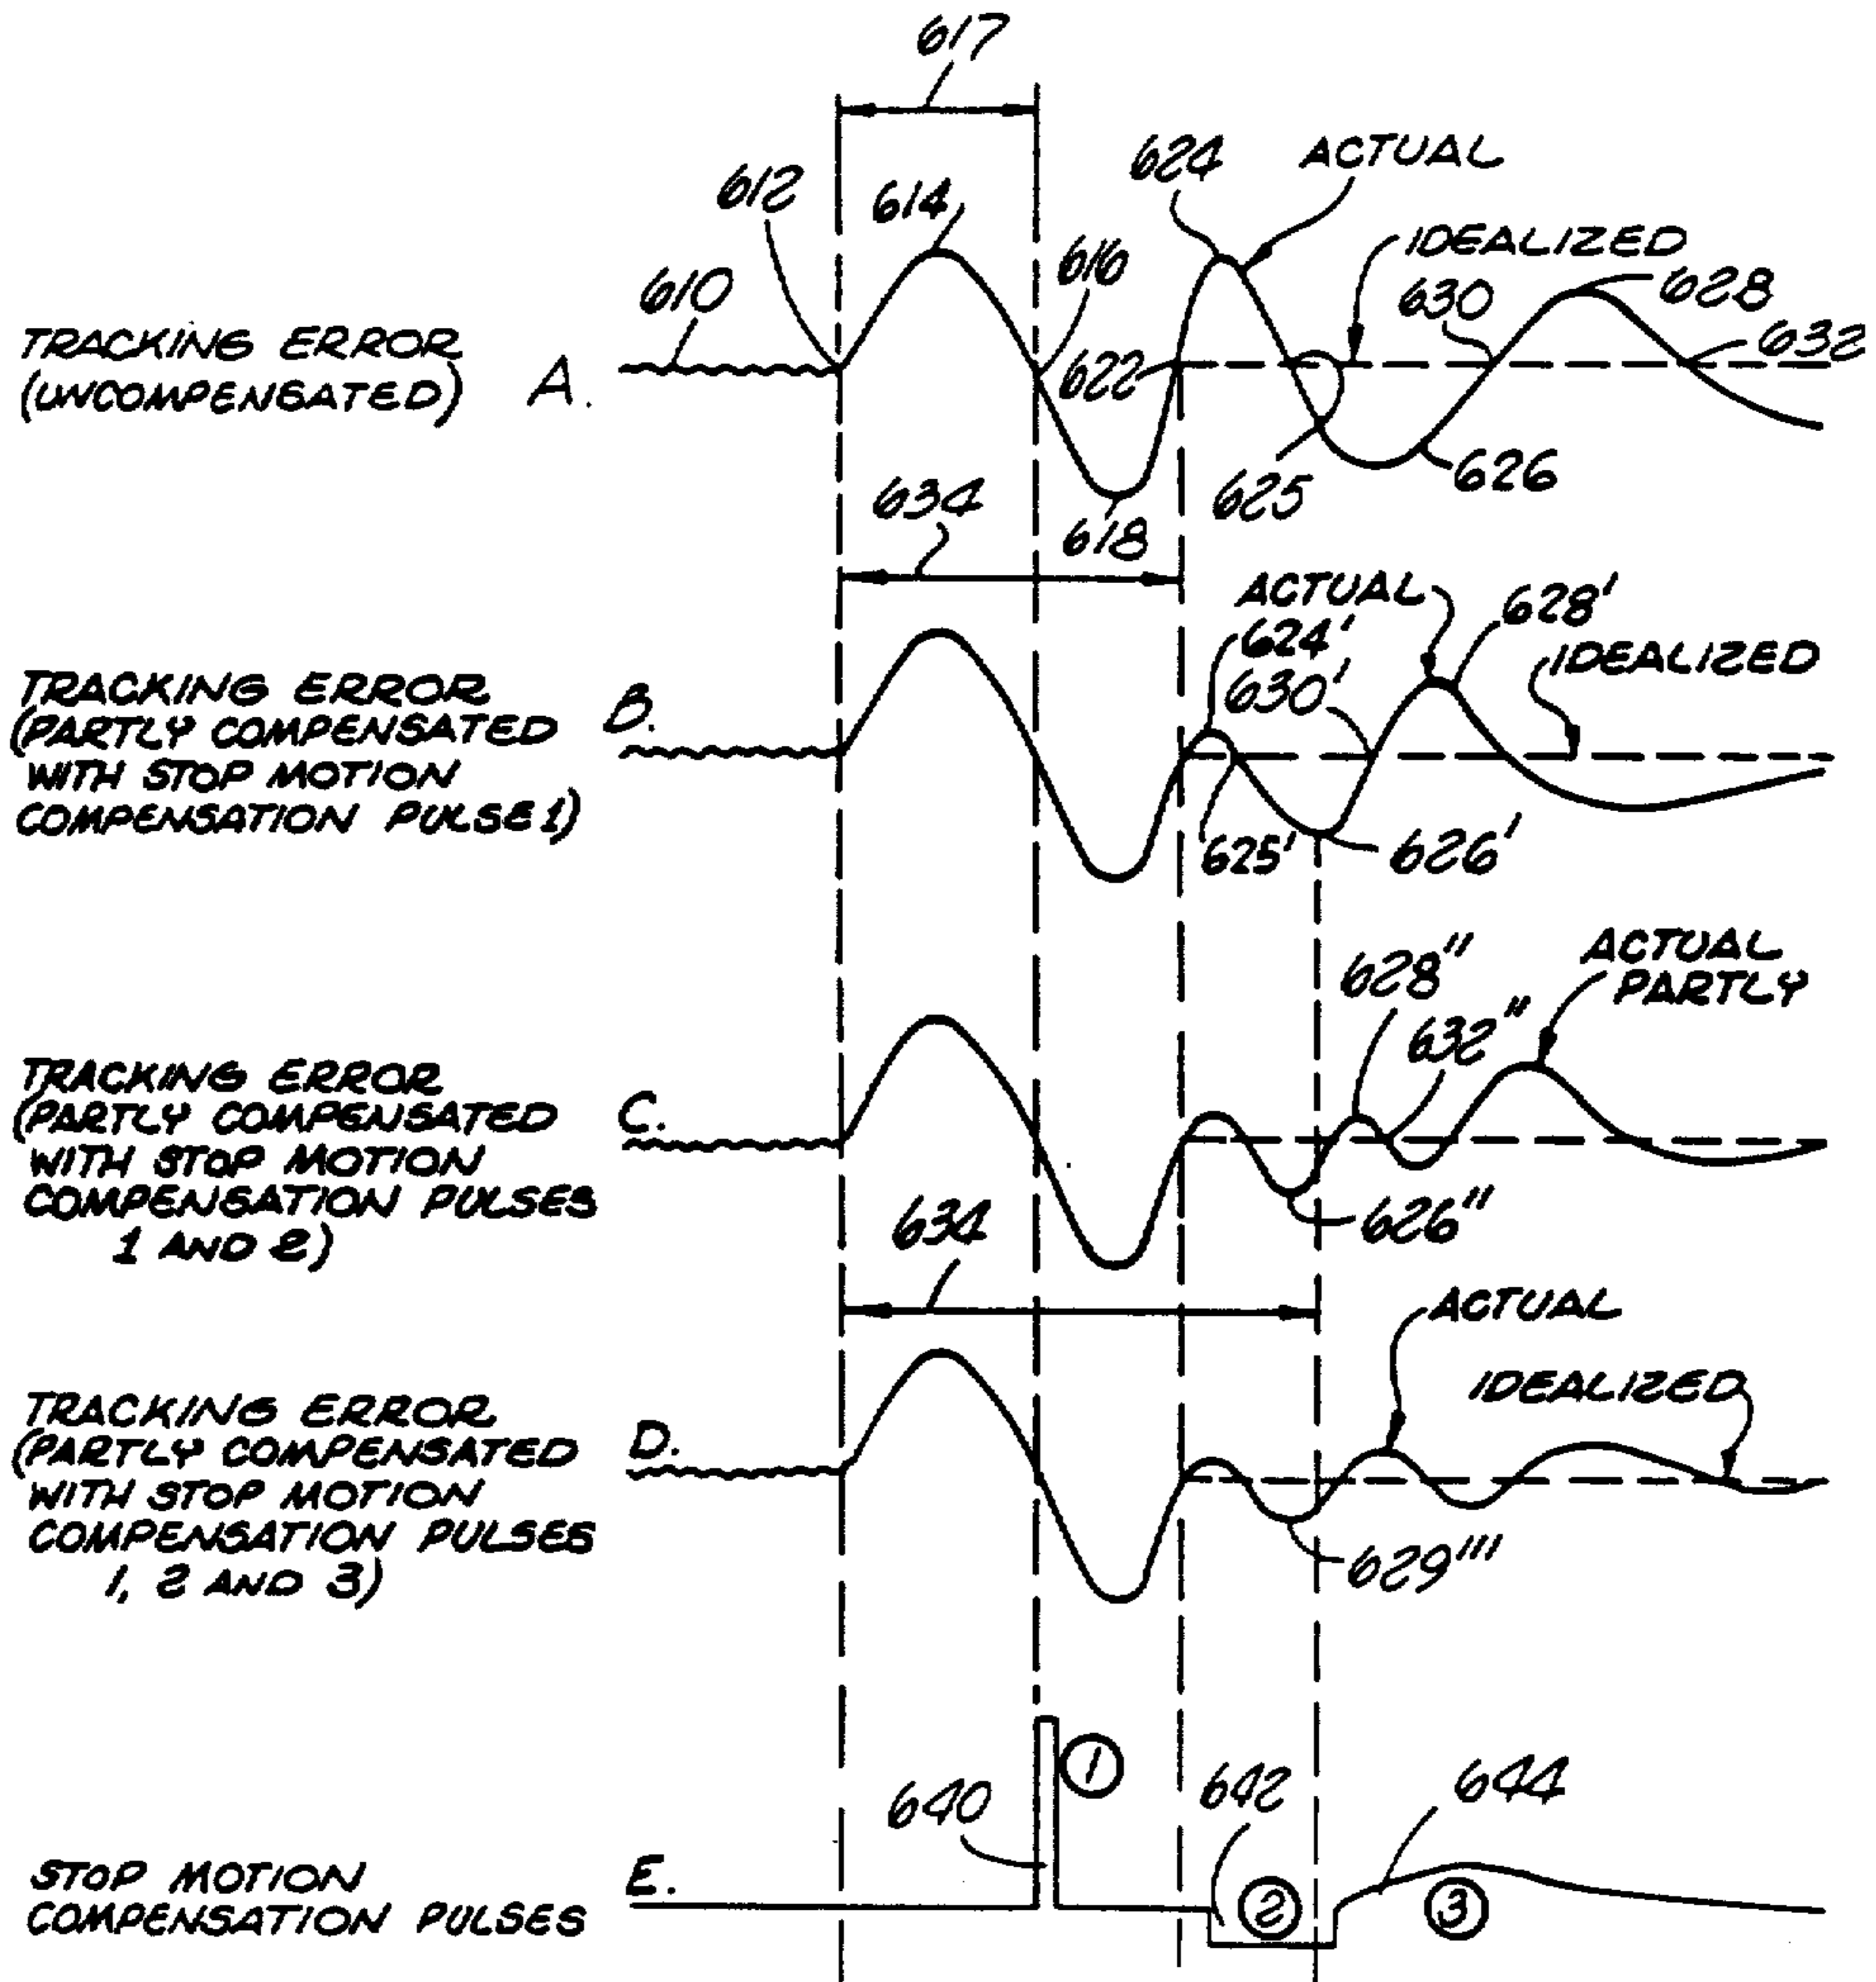 617
612
614
624
ACTUAL
610
616
IDEALIZED
630
628
632
TRACKING ERROR
(UNCOMPENSATED)
A.
622
634
618
625
626
ACTUAL
628'
624'
IDEALIZED
630'
TRACKING ERROR
(PARTLY COMPENSATED
WITH STOP MOTION
COMPENSATION PULSE 1)
B.
625'
626'
628"
ACTUAL
PARTLY
632"
TRACKING ERROR
(PARTLY COMPENSATED
WITH STOP MOTION
COMPENSATION PULSES
1 AND 2)
C.
634
626"
ACTUAL
IDEALIZED
TRACKING ERROR
(PARTLY COMPENSATED
WITH STOP MOTION
COMPENSATION PULSES
1, 2 AND 3)
D.
629'''
1
640
642
644
STOP MOTION
COMPENSATION PULSES
E.
2
3